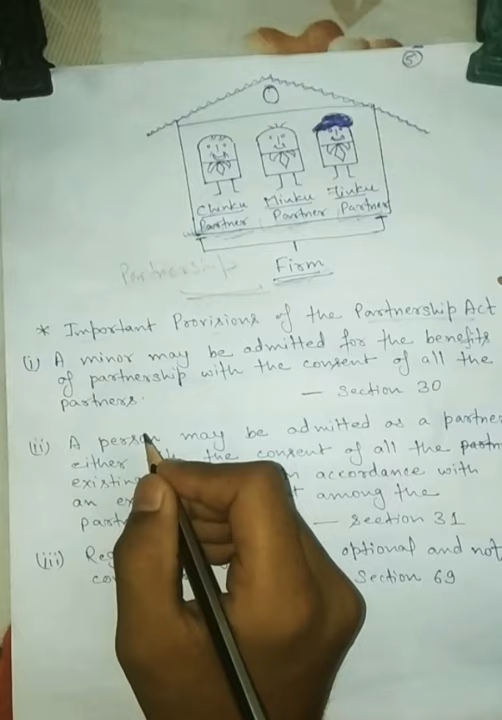 5
Chinku Minku Tinku
Partner Partner Partner
Partnership
Firm
* Important Provisions of the Partnership Act
(i) A minor may be admitted for the benefits
of partnership with the consent of all the
partners.
— Section 30
(ii) A person may be admitted as a partner
either the consent of all the
existing accordance with
an among the
— Section 31
(iii) optional and not
Section 69